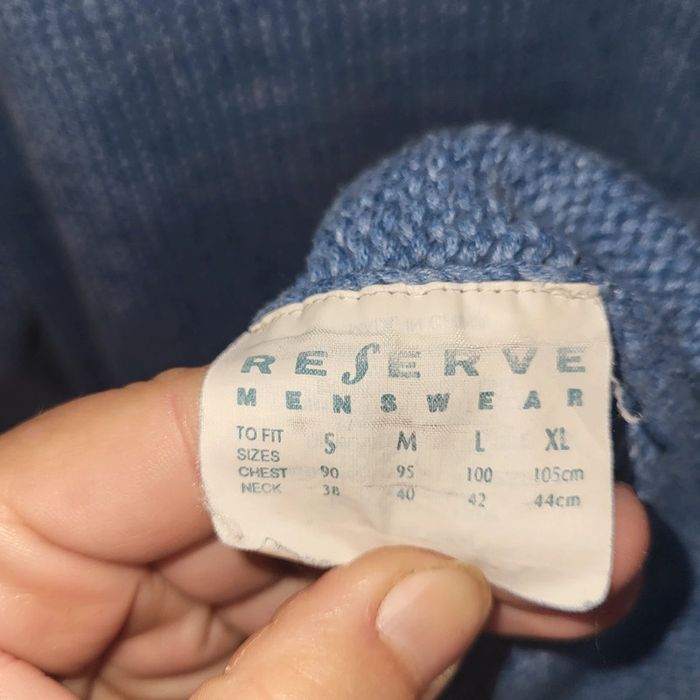 RESERVE
MENSWEAR
TO FIT SIZES S M L XL
CHEST 90 95 100 105cm
NECK 38 40 42 44cm